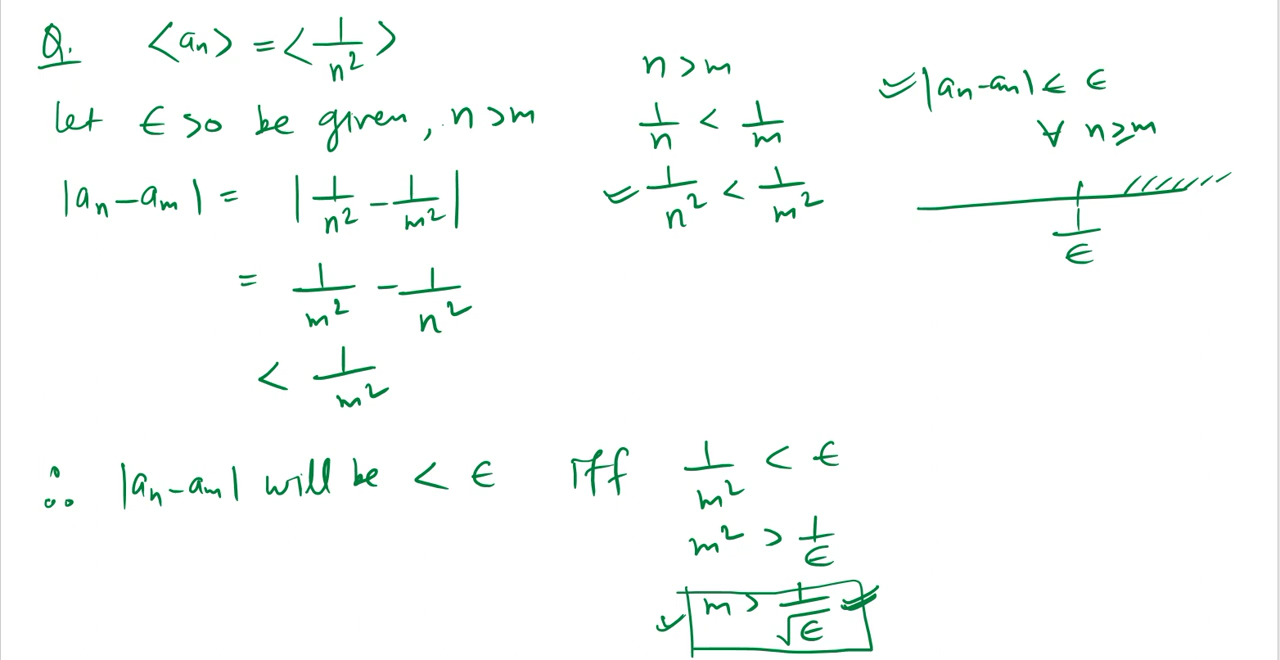 Q. <an> = < 1/n² >
let ϵ so be given, n>m
|an-am| = |1/n² - 1/m²|
= 1/m² - 1/n²
< 1/m²
n>m
1/n < 1/m
1/n² < 1/m²
|an-am| < ϵ
∀ n≥m
1/ϵ
∴ |an-am| will be < ϵ iff 1/m² < ϵ
m² > 1/ϵ
m > 1/√ϵ